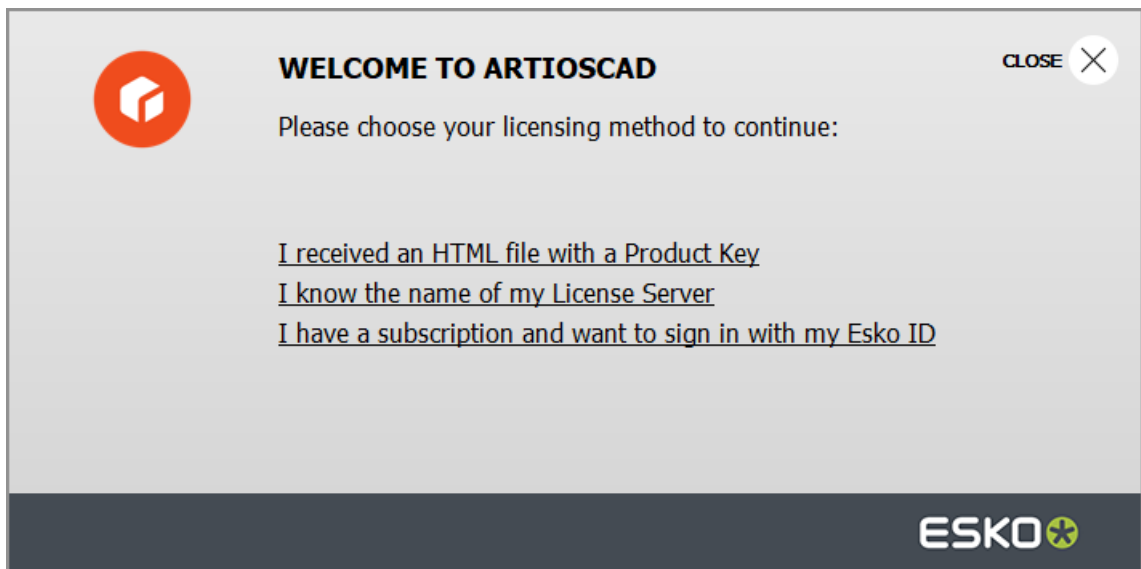 WELCOME TO ARTIOSCAD
CLOSE
Please choose your licensing method to continue:
I received an HTML file with a Product Key
I know the name of my License Server
I have a subscription and want to sign in with my Esko ID
ESKO